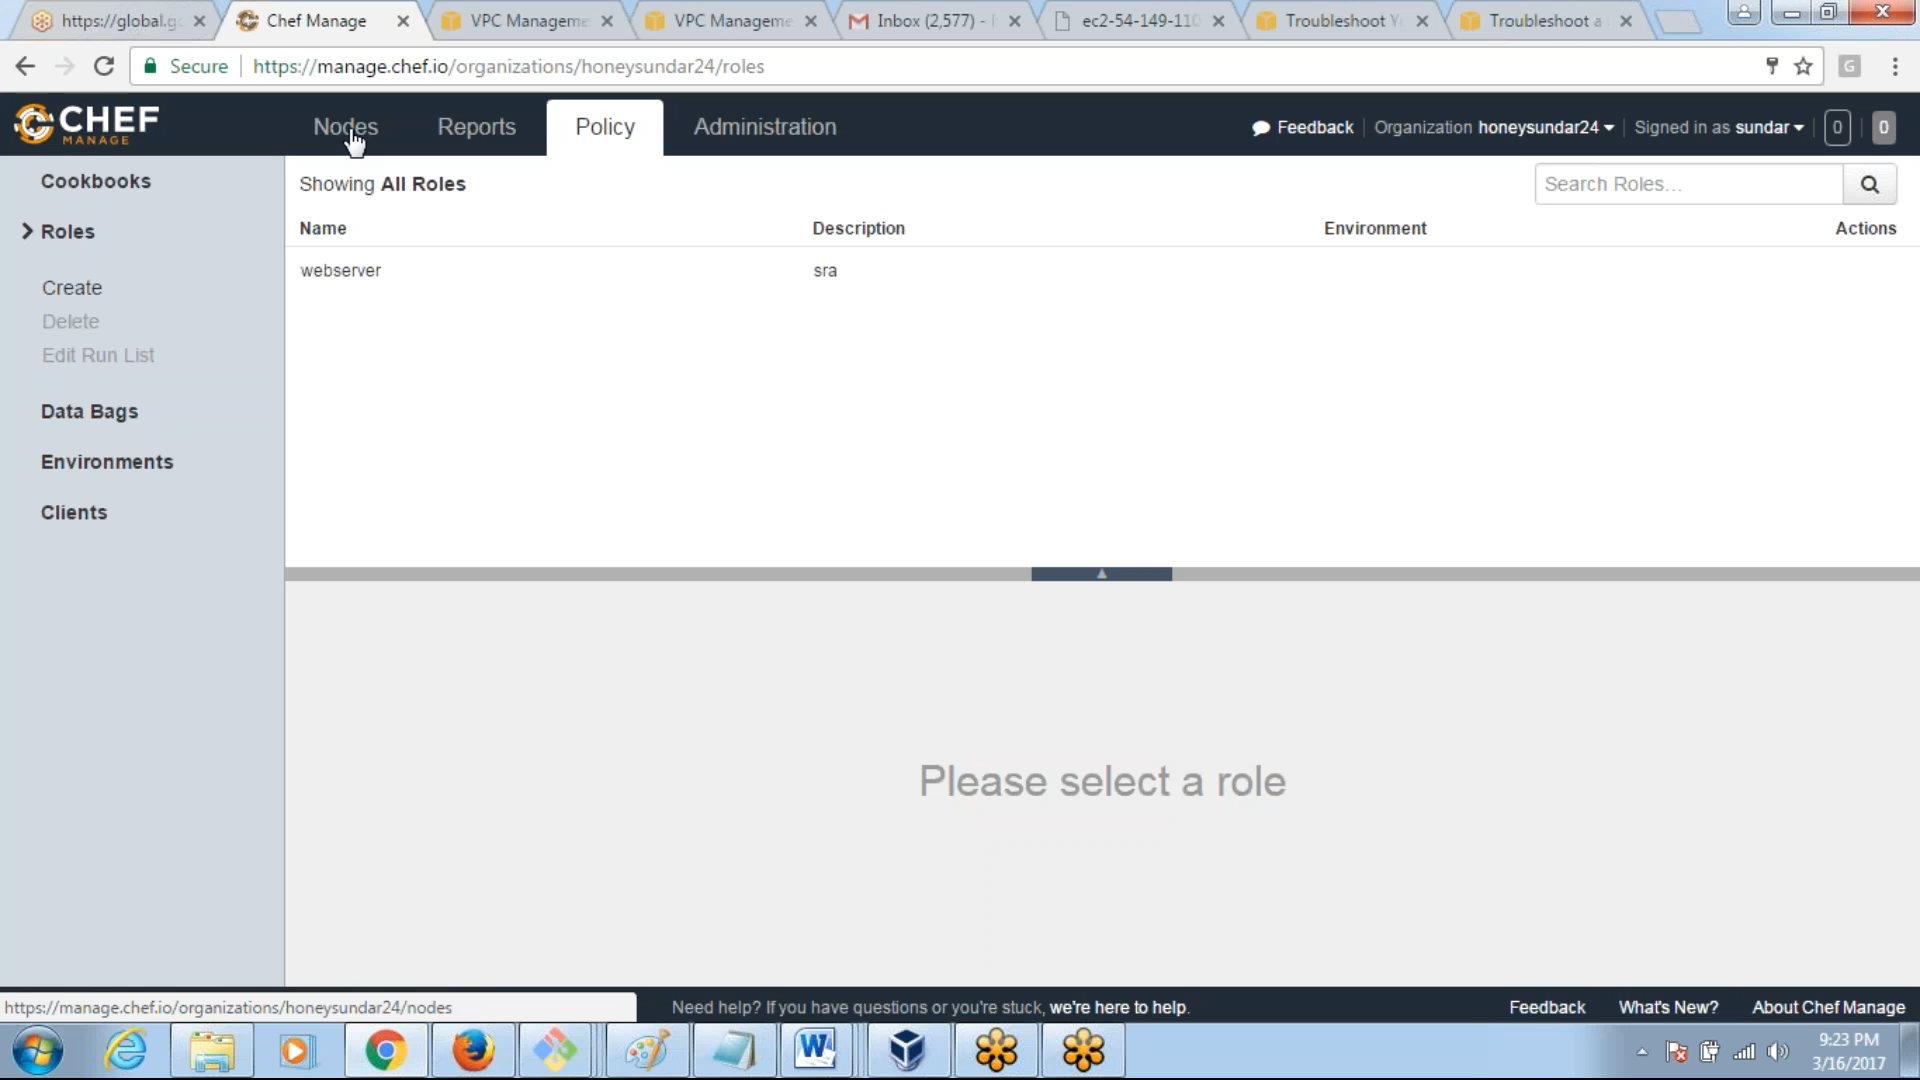 https://global.g
Chef Manage
VPC Manageme
VPC Manageme
Inbox (2,577) -
ec2-54-149-110
Troubleshoot Y
Troubleshoot a
Secure
https://manage.chef.io/organizations/honeysundar24/roles
G
CHEF
MANAGE
Nodes
Reports
Policy
Administration
Feedback
Organization honeysundar24
Signed in as sundar
0
0
Cookbooks
Roles
Create
Delete
Edit Run List
Data Bags
Environments
Clients
Showing All Roles
Search Roles...
Name
Description
Environment
Actions
webserver
sra
Please select a role
https://manage.chef.io/organizations/honeysundar24/nodes
Need help? If you have questions or you're stuck, we're here to help.
Feedback
What's New?
About Chef Manage
9:23 PM
3/16/2017